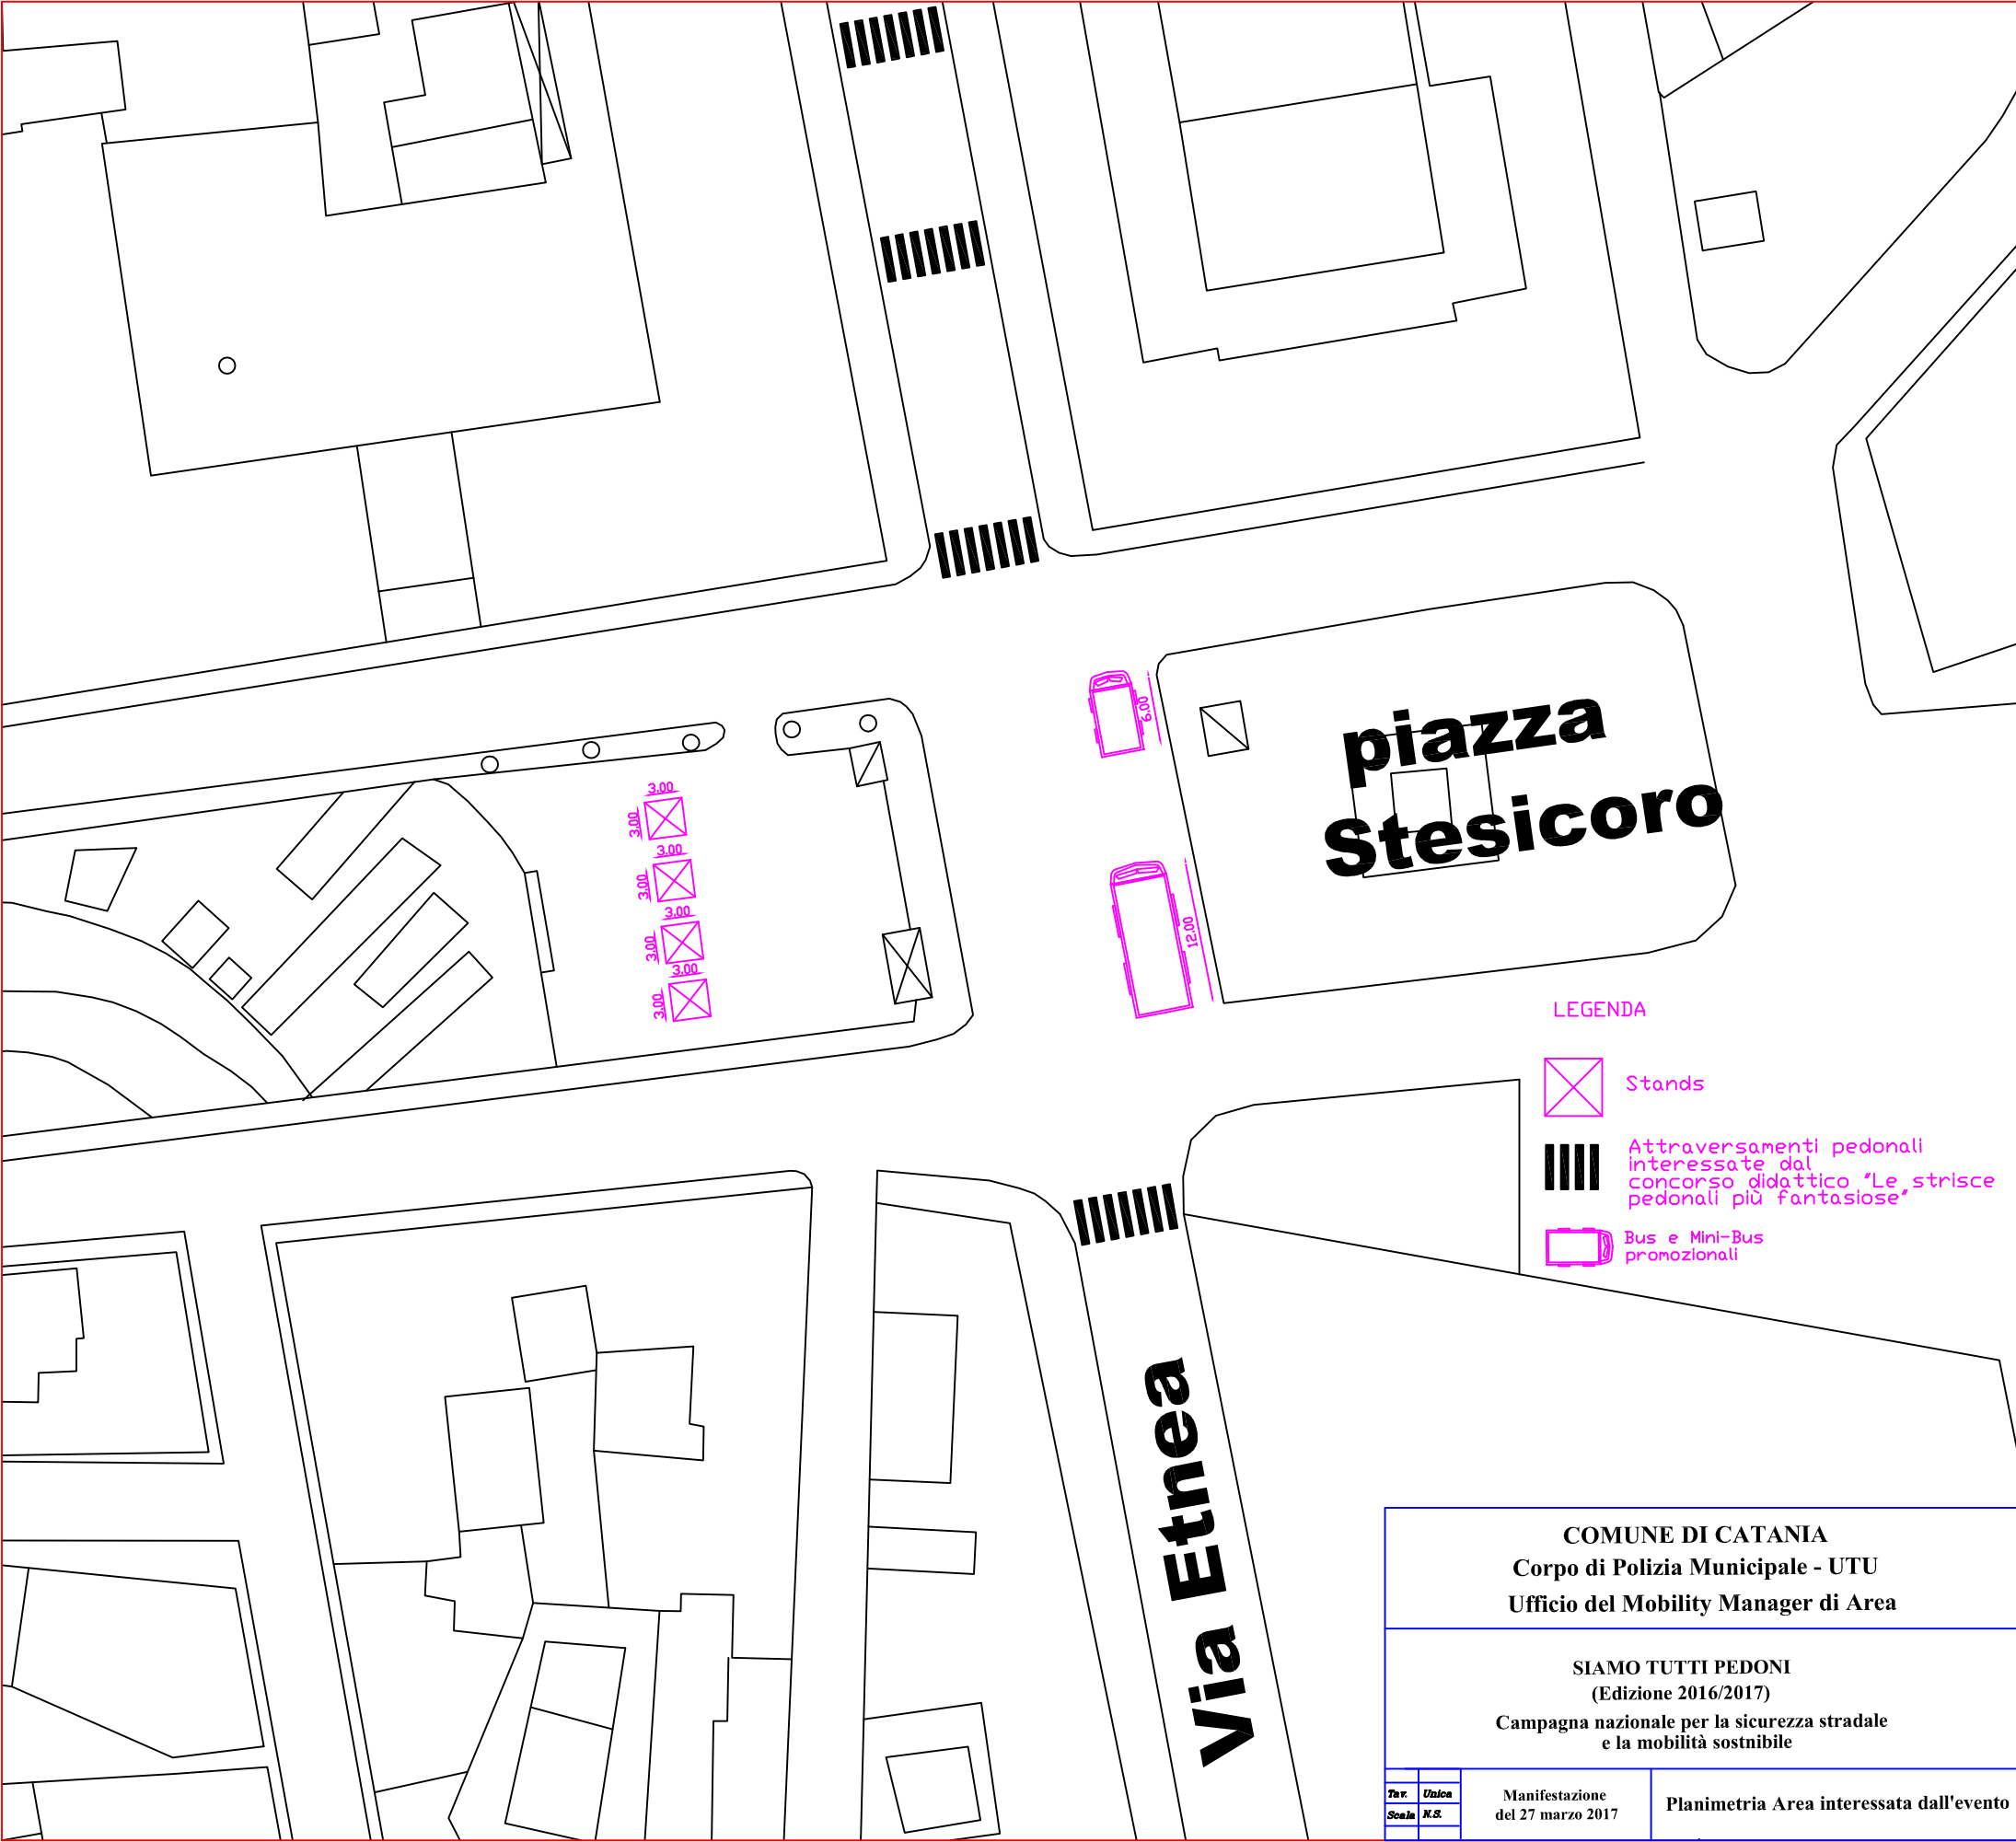 6.00
piazza
Stesicoro
3.00
3.00
3.00
3.00
3.00
3.00
3.00
3.00
12.00
LEGENDA
Stands
Attraversamenti pedonali
interessate dal
concorso didattico "Le strisce
pedonali più fantasiose"
Bus e Mini-Bus
promozionali
Via Etnea
COMUNE DI CATANIA
Corpo di Polizia Municipale - UTU
Ufficio del Mobility Manager di Area
SIAMO TUTTI PEDONI
(Edizione 2016/2017)
Campagna nazionale per la sicurezza stradale
e la mobilità sostnibile
Tav. Unica
Scala N.S.
Manifestazione
del 27 marzo 2017
Planimetria Area interessata dall'evento